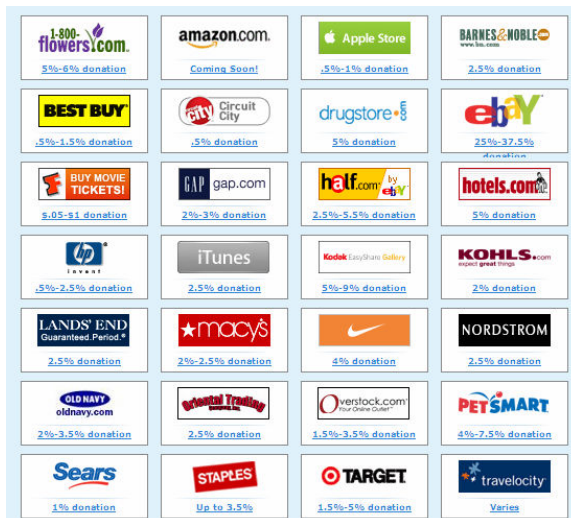 1-800-
flowers.com
5%-6% donation
amazon.com
Coming Soon!
Apple Store
.5%-1% donation
BARNES&NOBLE
www.bn.com
2.5% donation
BEST BUY
.5%-1.5% donation
city Circuit
City
.5% donation
drugstore.com
5% donation
ebay
25%-37.5%
donation
BUY MOVIE
TICKETS!
$.05-$1 donation
GAP gap.com
2%-3% donation
half.com by
ebay
2.5%-5.5% donation
hotels.com
5% donation
hp
invent
.5%-2.5% donation
iTunes
2.5% donation
Kodak EasyShare Gallery
5%-9% donation
KOHLS.com
expect great things
2% donation
LANDS' END
Guaranteed.Period.®
2.5% donation
macy's
2%-2.5% donation
4% donation
NORDSTROM
2.5% donation
OLD NAVY
oldnavy.com
2%-3.5% donation
Oriental Trading
Company, Inc.
2.5% donation
Overstock.com
Your Online Outlet
1.5%-3.5% donation
PETSMART
4%-7.5% donation
Sears
1% donation
STAPLES
Up to 3.5%
TARGET
1.5%-5% donation
travelocity
Varies